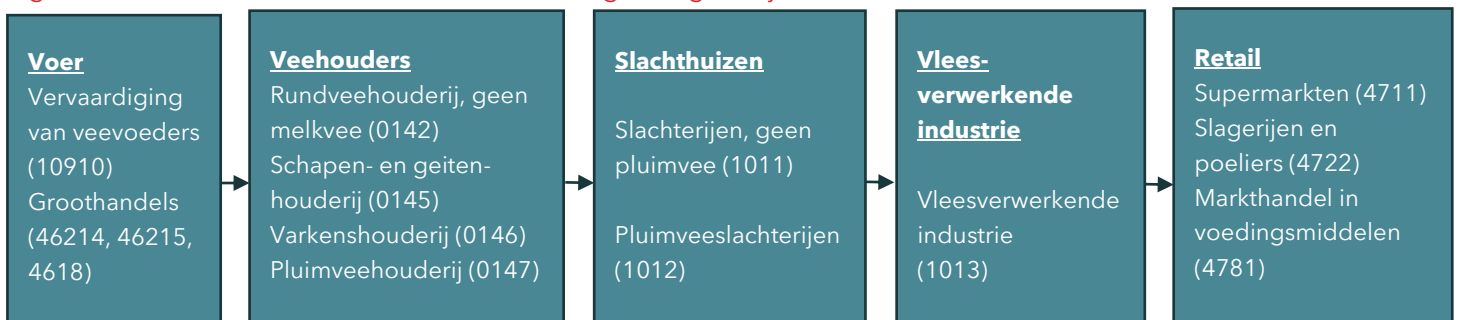 Voer
Vervaardiging
van veevoeders
(10910)
Groothandels
(46214, 46215,
4618)
Veehouders
Rundveehouderij, geen
melkvee (0142)
Schapen- en geiten-
houderij (0145)
Varkenshouderij (0146)
Pluimveehouderij (0147)
Slachthuizen
Slachterijen, geen
pluimvee (1011)
Pluimveeslachterijen
(1012)
Vlees-
verwerkende
industrie
Vleesverwerkende
industrie
(1013)
Retail
Supermarkten (4711)
Slagerijen en
poeliers (4722)
Markthandel in
voedingsmiddelen
(4781)